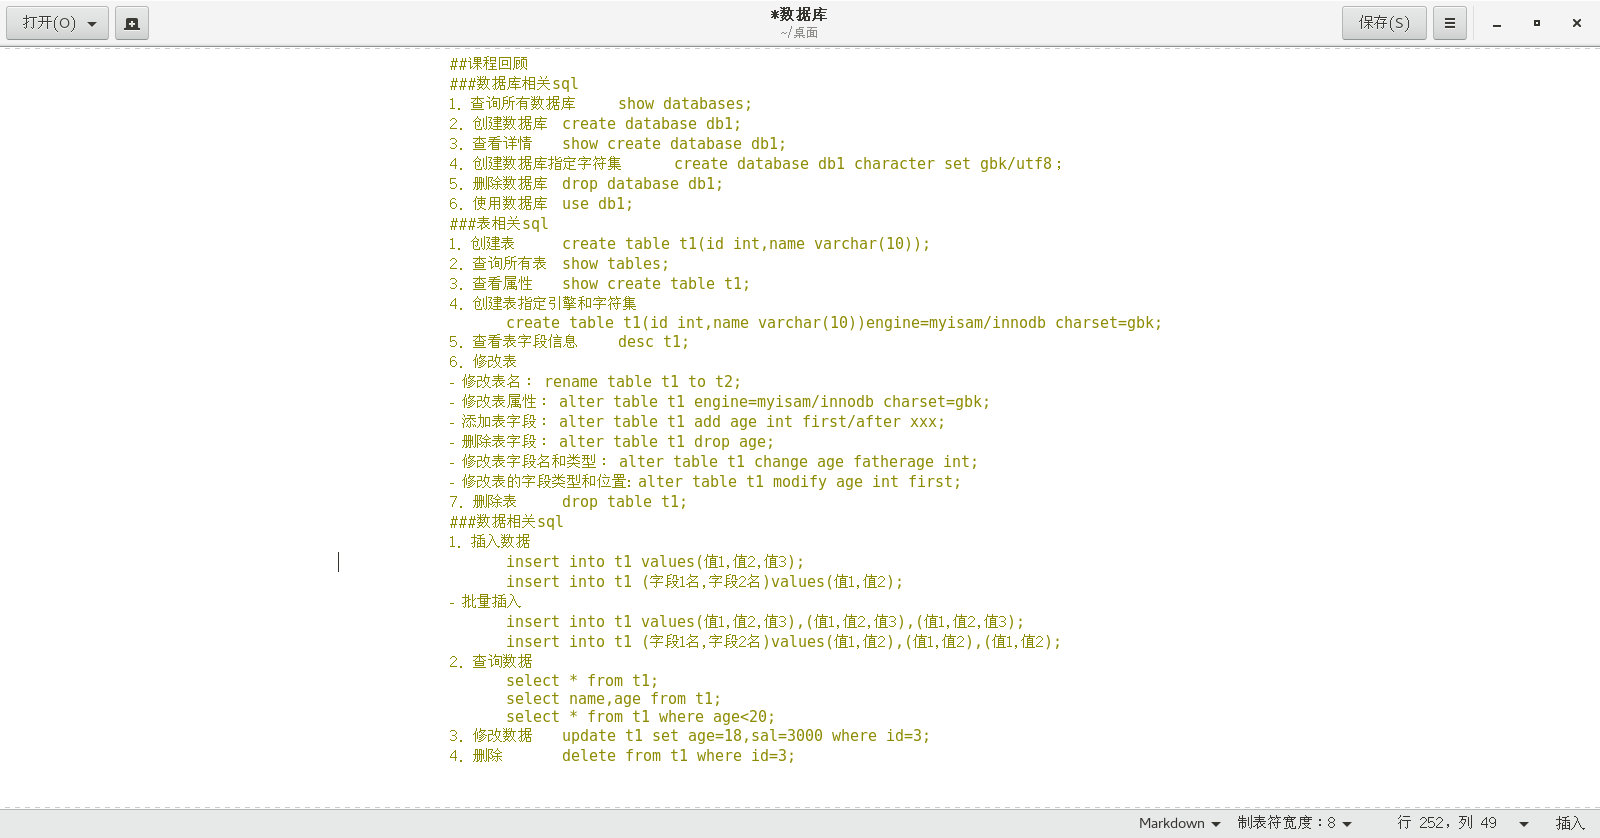 打开(O)
*数据库
~/桌面
保存(S)
##课程回顾
###数据库相关sql
1. 查询所有数据库 show databases;
2. 创建数据库 create database db1;
3. 查看详情 show create database db1;
4. 创建数据库指定字符集 create database db1 character set gbk/utf8；
5. 删除数据库 drop database db1;
6. 使用数据库 use db1;
###表相关sql
1. 创建表 create table t1(id int,name varchar(10));
2. 查询所有表 show tables;
3. 查看属性 show create table t1;
4. 创建表指定引擎和字符集
create table t1(id int,name varchar(10))engine=myisam/innodb charset=gbk;
5. 查看表字段信息 desc t1;
6. 修改表
- 修改表名： rename table t1 to t2;
- 修改表属性： alter table t1 engine=myisam/innodb charset=gbk;
- 添加表字段： alter table t1 add age int first/after xxx;
- 删除表字段： alter table t1 drop age;
- 修改表字段名和类型： alter table t1 change age fatherage int;
- 修改表的字段类型和位置: alter table t1 modify age int first;
7. 删除表 drop table t1;
###数据相关sql
1. 插入数据
insert into t1 values(值1,值2,值3);
insert into t1 (字段1名,字段2名)values(值1,值2);
- 批量插入
insert into t1 values(值1,值2,值3),(值1,值2,值3),(值1,值2,值3);
insert into t1 (字段1名,字段2名)values(值1,值2),(值1,值2),(值1,值2);
2. 查询数据
select * from t1;
select name,age from t1;
select * from t1 where age<20;
3. 修改数据 update t1 set age=18,sal=3000 where id=3;
4. 删除 delete from t1 where id=3;
Markdown 制表符宽度：8 行 252，列 49 插入